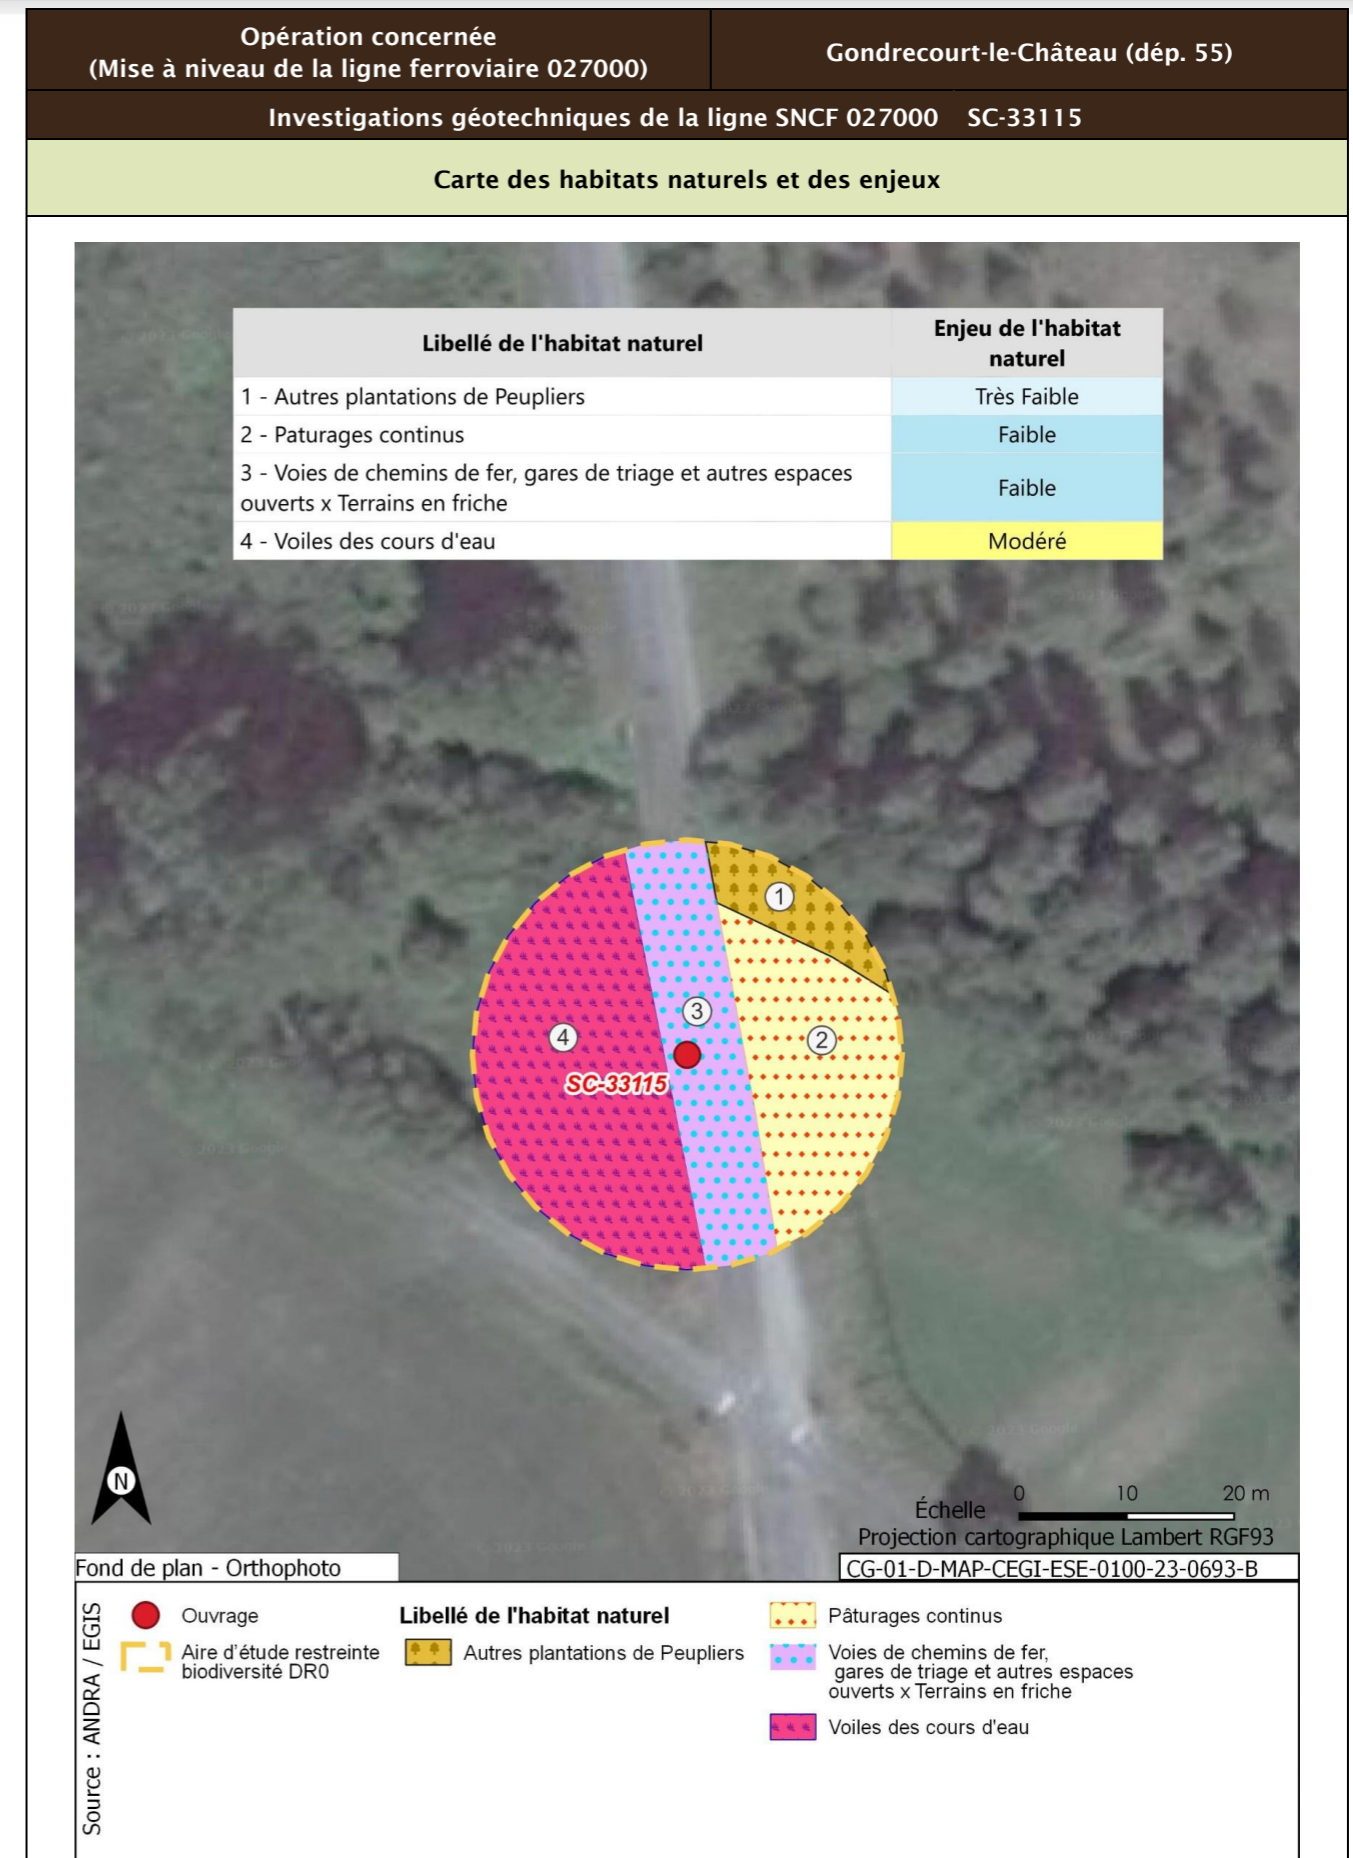 Opération concernée
(Mise à niveau de la ligne ferroviaire 027000)
Gondrecourt-le-Château (dép. 55)
Investigations géotechniques de la ligne SNCF 027000 SC-33115
Carte des habitats naturels et des enjeux
Libellé de l'habitat naturel
Enjeu de l'habitat
naturel
1 - Autres plantations de Peupliers
Très Faible
2 - Paturages continus
Faible
3 - Voies de chemins de fer, gares de triage et autres espaces
ouverts x Terrains en friche
Faible
4 - Voiles des cours d'eau
Modéré
1
3
4
2
SC-33115
N
0 10 20 m
Échelle
Projection cartographique Lambert RGF93
Fond de plan - Orthophoto
CG-01-D-MAP-CEGI-ESE-0100-23-0693-B
Source : ANDRA / EGIS
Ouvrage
Aire d'étude restreinte
biodiversité DR0
Libellé de l'habitat naturel
Autres plantations de Peupliers
Pâturages continus
Voies de chemins de fer,
gares de triage et autres espaces
ouverts x Terrains en friche
Voiles des cours d'eau